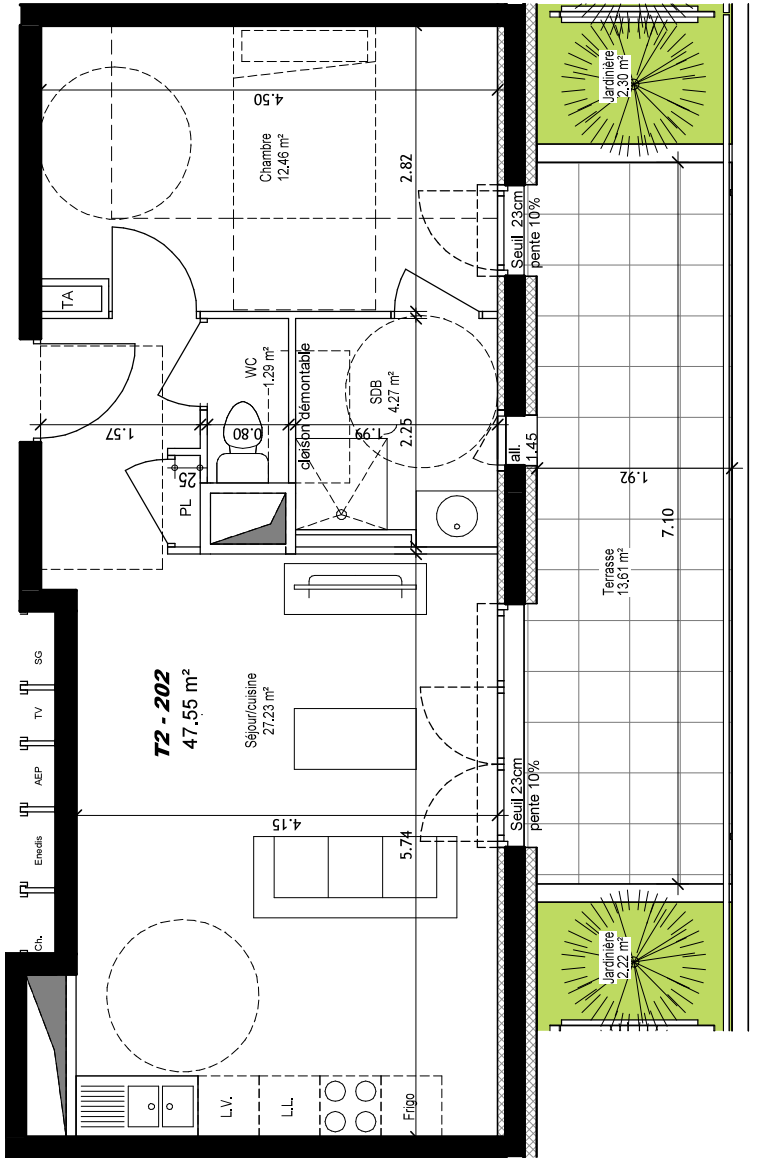 Jardinière
2.30 m²
4.50
Chambre
12.46 m²
2.82
Seuil 23cm
pente 10%
TA
WC
1.29 m²
cloison démontable
SDB
4.27 m²
1.57
0.80
1.99
2.25
all.
1.45
25
PL
1.92
7.10
Terrasse
13.61 m²
SG
TV
AEP
Enedis
Ch.
T2 - 202
47.55 m²
Séjour/cuisine
27.23 m²
4.15
5.74
Seuil 23cm
pente 10%
Jardinière
2.22 m²
L.V.
L.L.
Frigo